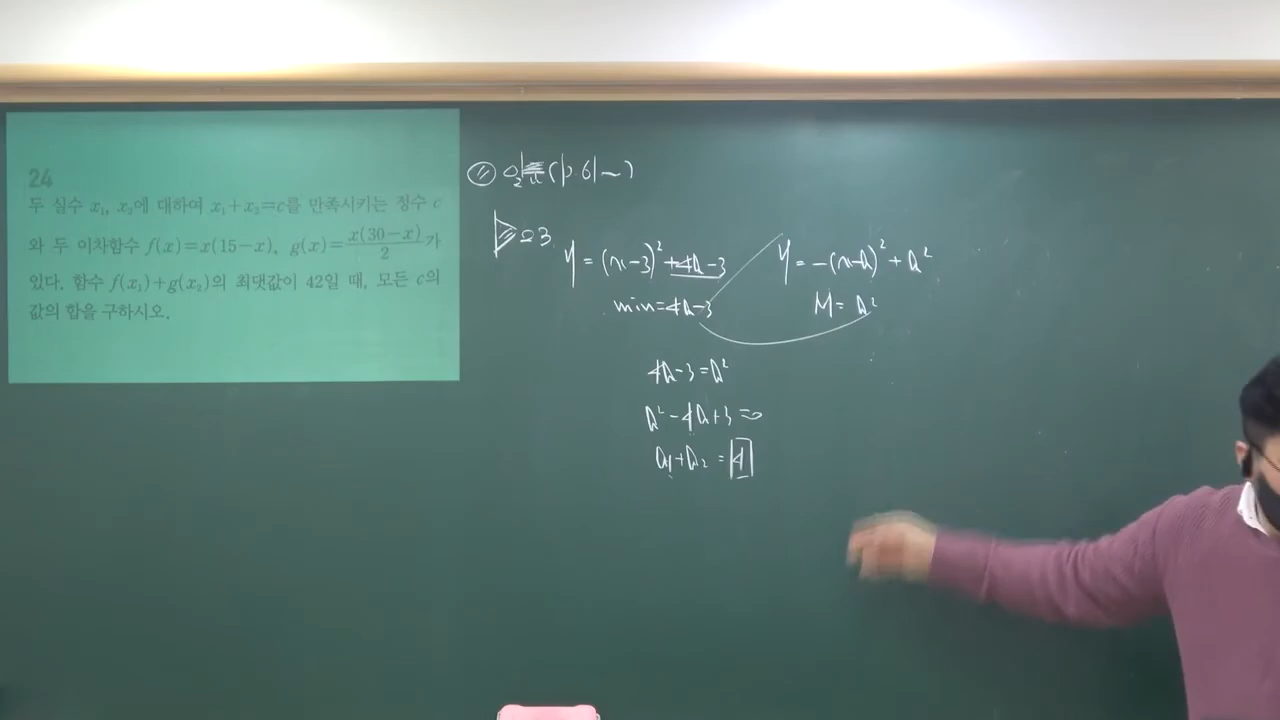 24
두 실수 x₁, x₂에 대하여 x₁+x₂=c를 만족시키는 정수 c
와 두 이차함수 f(x)=x(15-x), g(x)=x(30-x)/2가
있다. 함수 f(x₁)+g(x₂)의 최댓값이 42일 때, 모든 c의
값의 합을 구하시오.
(p.61~)
23.
y=(x-3)²+4a-3
y=-(x-a)²+a²
min=4a-3
M=a²
4a-3=a²
a²-4a+3=0
a₁+a₂=4